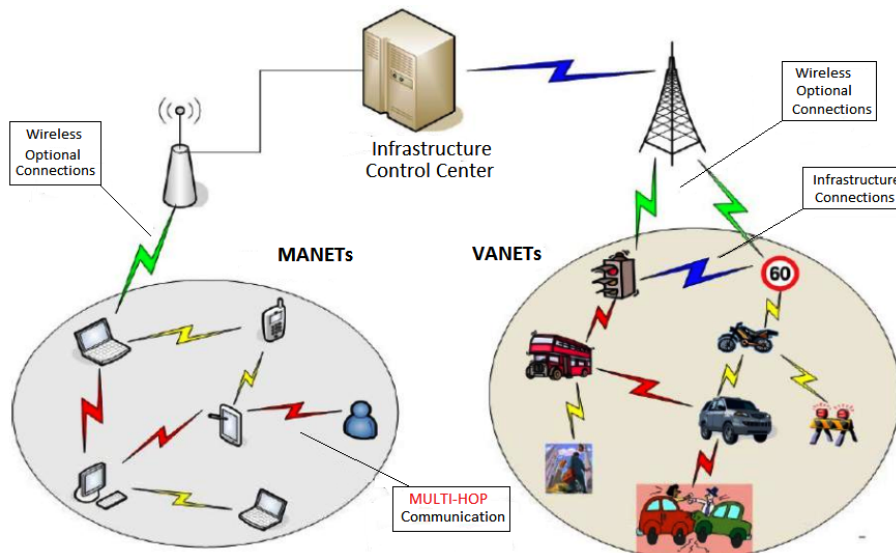 Infrastructure
Control Center
Wireless
Optional
Connections
Wireless
Optional
Connections
Infrastructure
Connections
MANETs
VANETs
60
MULTI-HOP
Communication